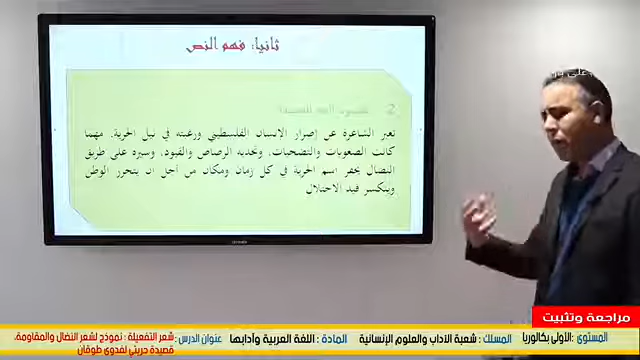 ثانيا: فهم النص
2
تعبر الشاعرة عن إصرار الإنسان الفلسطيني ورغبته في نيل الحرية. مهما
كانت الصعوبات والتضحيات. وتحديه الرصاص والقيود، وسيره على طريق
النضال بحفر اسم الحرية في كل زمان ومكان من أجل أن يتحرر الوطن
وينكسر قيد الاحتلال
مراجعة وتثبيت
المستوى : الأولى بكالوريا
المسلك : شعبة الآداب والعلوم الإنسانية
المادة : اللغة العربية وآدابها
عنوان الدرس : شعر التفعيلة : نموذج لشعر النضال والمقاومة،
قصيدة حريتي لفدوى طوقان